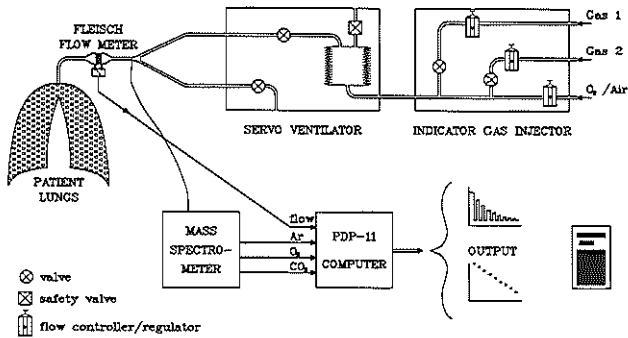 FLEISCH
FLOW METER
Gas 1
Gas 2
O₂ /Air
SERVO VENTILATOR
INDICATOR GAS INJECTOR
PATIENT
LUNGS
flow
MASS
SPECTRO-
METER
Ar
O₂
CO₂
PDP-11
COMPUTER
OUTPUT
valve
safety valve
flow controller/regulator